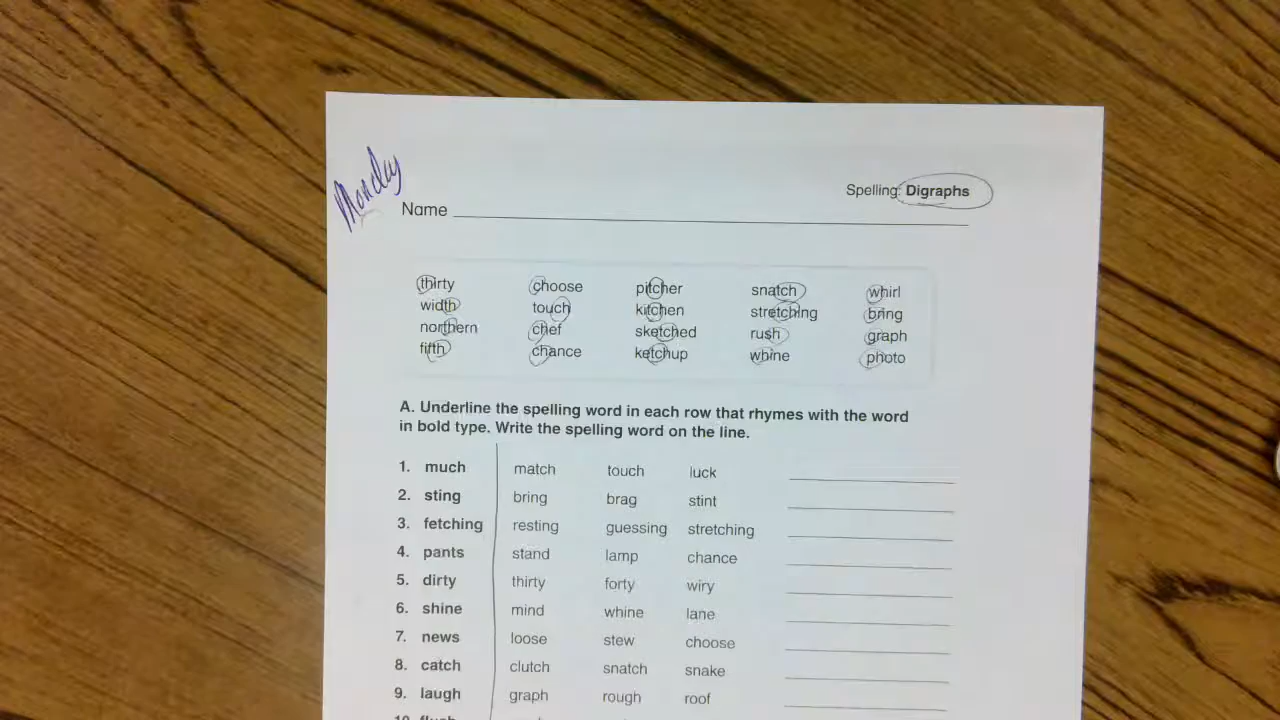 Monday
Spelling: Digraphs
Name
thirty choose pitcher snatch whirl
width touch kitchen stretching bring
northern chef sketched rush graph
fifth chance ketchup whine photo
A. Underline the spelling word in each row that rhymes with the word
in bold type. Write the spelling word on the line.
1. much match touch luck
2. sting bring brag stint
3. fetching resting guessing stretching
4. pants stand lamp chance
5. dirty thirty forty wiry
6. shine mind whine lane
7. news loose stew choose
8. catch clutch snatch snake
9. laugh graph rough roof
10.